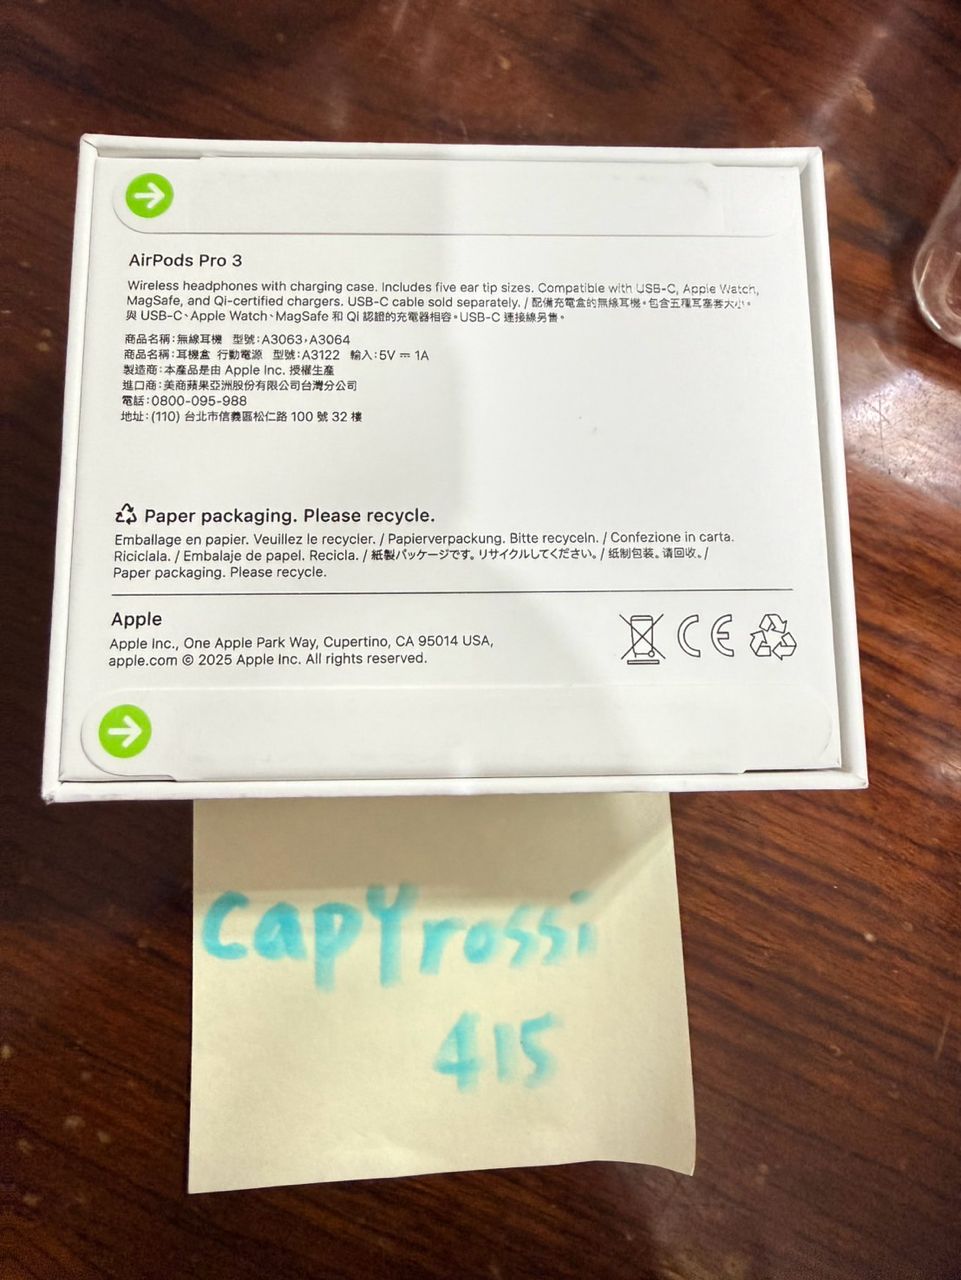 AirPods Pro 3
Wireless headphones with charging case. Includes five ear tip sizes. Compatible with USB-C, Apple Watch,
MagSafe, and Qi-certified chargers. USB-C cable sold separately. / 配備充電盒的無線耳機。包含五種耳塞套大小。
與 USB-C、Apple Watch、MagSafe 和 Qi 認證的充電器相容。USB-C 連接線另售。
商品名稱：無線耳機 型號：A3063，A3064
商品名稱：耳機盒 行動電源 型號：A3122 輸入：5V ⎓ 1A
製造商：本產品是由 Apple Inc. 授權生產
進口商：美商蘋果亞洲股份有限公司台灣分公司
電話：0800-095-988
地址：(110) 台北市信義區松仁路 100 號 32 樓
Paper packaging. Please recycle.
Emballage en papier. Veuillez le recycler. / Papierverpackung. Bitte recyceln. / Confezione in carta.
Riciclala. / Embalaje de papel. Recicla. / 紙製パッケージです。リサイクルしてください。/ 纸制包装。请回收。/
Paper packaging. Please recycle.
Apple
Apple Inc., One Apple Park Way, Cupertino, CA 95014 USA,
apple.com © 2025 Apple Inc. All rights reserved.
CE
capYrossi
415